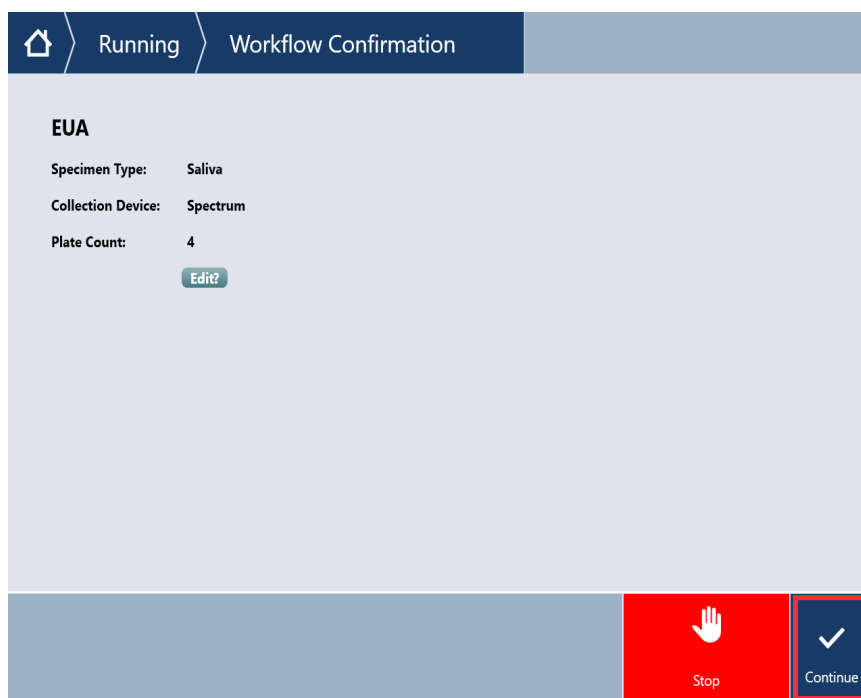 Running Workflow Confirmation
EUA
Specimen Type: Saliva
Collection Device: Spectrum
Plate Count: 4
Edit?
Stop
Continue